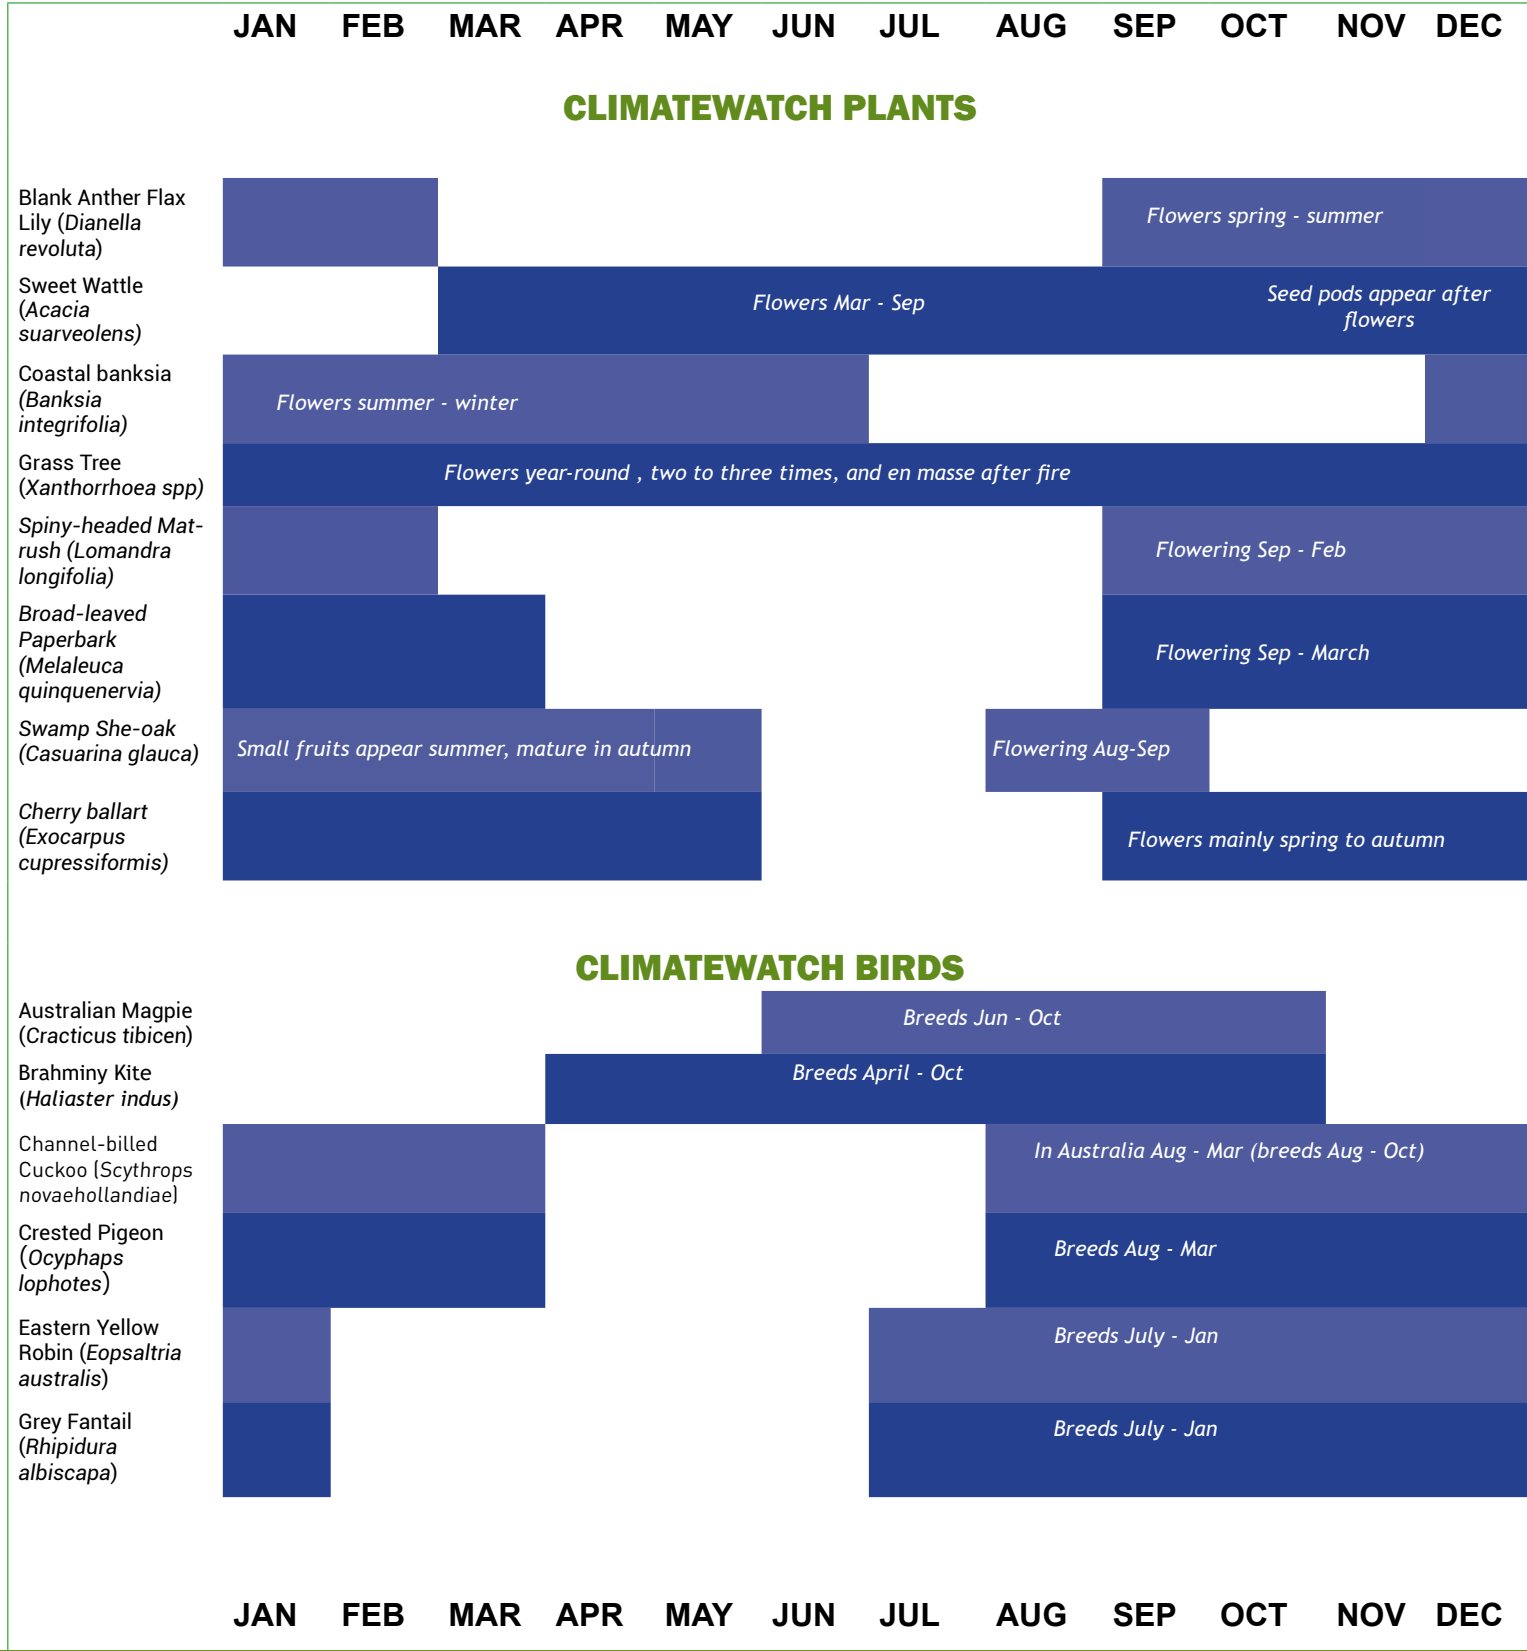 JAN FEB MAR APR MAY JUN JUL AUG SEP OCT NOV DEC
CLIMATEWATCH PLANTS
Blank Anther Flax
Lily (Dianella
revoluta)
Flowers spring - summer
Sweet Wattle
(Acacia
suarveolens)
Flowers Mar - Sep
Seed pods appear after
flowers
Coastal banksia
(Banksia
integrifolia)
Flowers summer - winter
Grass Tree
(Xanthorrhoea spp)
Flowers year-round , two to three times, and en masse after fire
Spiny-headed Mat-
rush (Lomandra
longifolia)
Flowering Sep - Feb
Broad-leaved
Paperbark
(Melaleuca
quinquenervia)
Flowering Sep - March
Swamp She-oak
(Casuarina glauca)
Small fruits appear summer, mature in autumn
Flowering Aug-Sep
Cherry ballart
(Exocarpus
cupressiformis)
Flowers mainly spring to autumn
CLIMATEWATCH BIRDS
Australian Magpie
(Cracticus tibicen)
Breeds Jun - Oct
Brahminy Kite
(Haliaster indus)
Breeds April - Oct
Channel-billed
Cuckoo (Scythrops
novaehollandiae)
In Australia Aug - Mar (breeds Aug - Oct)
Crested Pigeon
(Ocyphaps
lophotes)
Breeds Aug - Mar
Eastern Yellow
Robin (Eopsaltria
australis)
Breeds July - Jan
Grey Fantail
(Rhipidura
albiscapa)
Breeds July - Jan
JAN FEB MAR APR MAY JUN JUL AUG SEP OCT NOV DEC